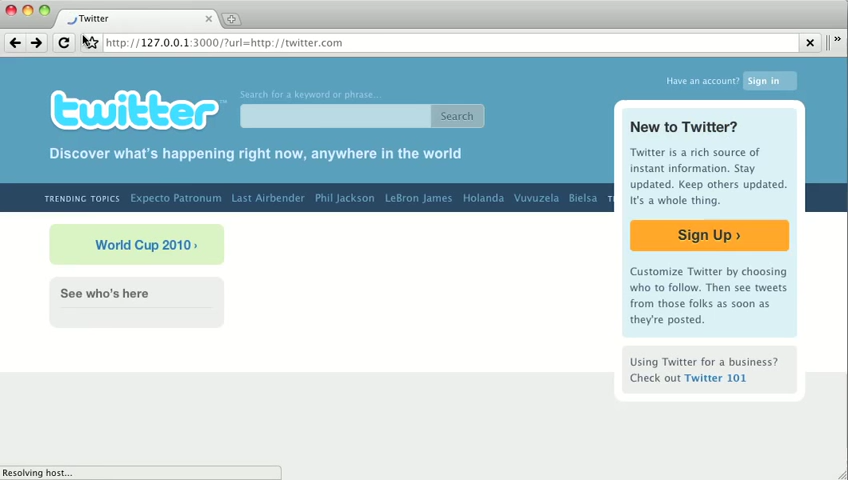 Twitter
http://127.0.0.1:3000/?url=http://twitter.com
Have an account? Sign in
twitter™
Search for a keyword or phrase...
Search
Discover what's happening right now, anywhere in the world
TRENDING TOPICS Expecto Patronum Last Airbender Phil Jackson LeBron James Holanda Vuvuzela Bielsa
World Cup 2010 ›
See who's here
New to Twitter?
Twitter is a rich source of
instant information. Stay
updated. Keep others updated.
It's a whole thing.
Sign Up ›
Customize Twitter by choosing
who to follow. Then see tweets
from those folks as soon as
they're posted.
Using Twitter for a business?
Check out Twitter 101
Resolving host...